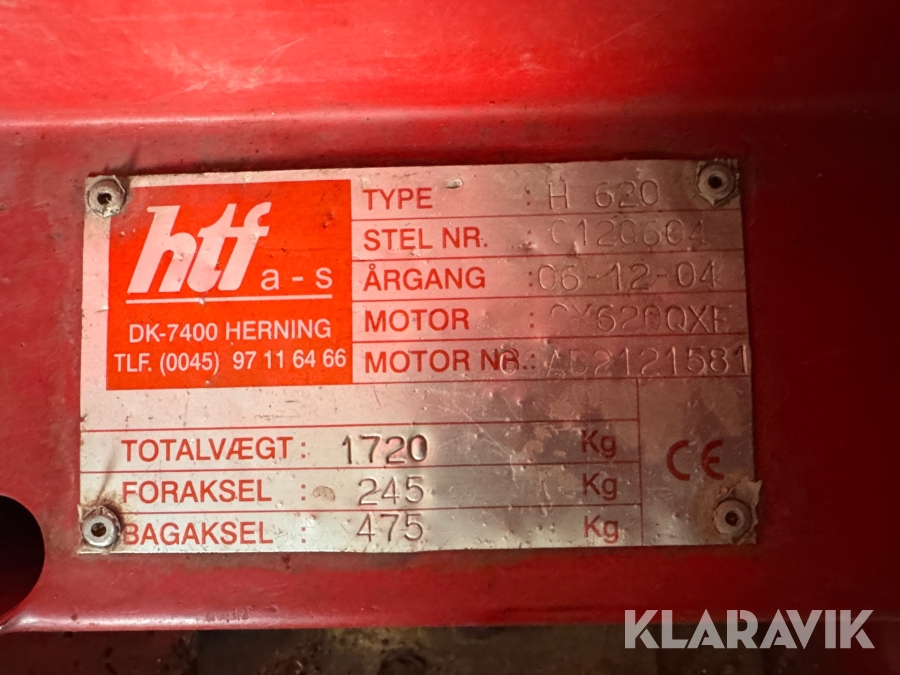 htf a-s
DK-7400 HERNING
TLF. (0045) 97 11 64 66
TYPE : H 620
STEL NR. : C120604
ÅRGANG : 06-12-04
MOTOR :
MOTOR NR.:
TOTALVÆGT : 1720 Kg
FORAKSEL : 245 Kg
BAGAKSEL : 475 Kg
CE
KLARAVIK